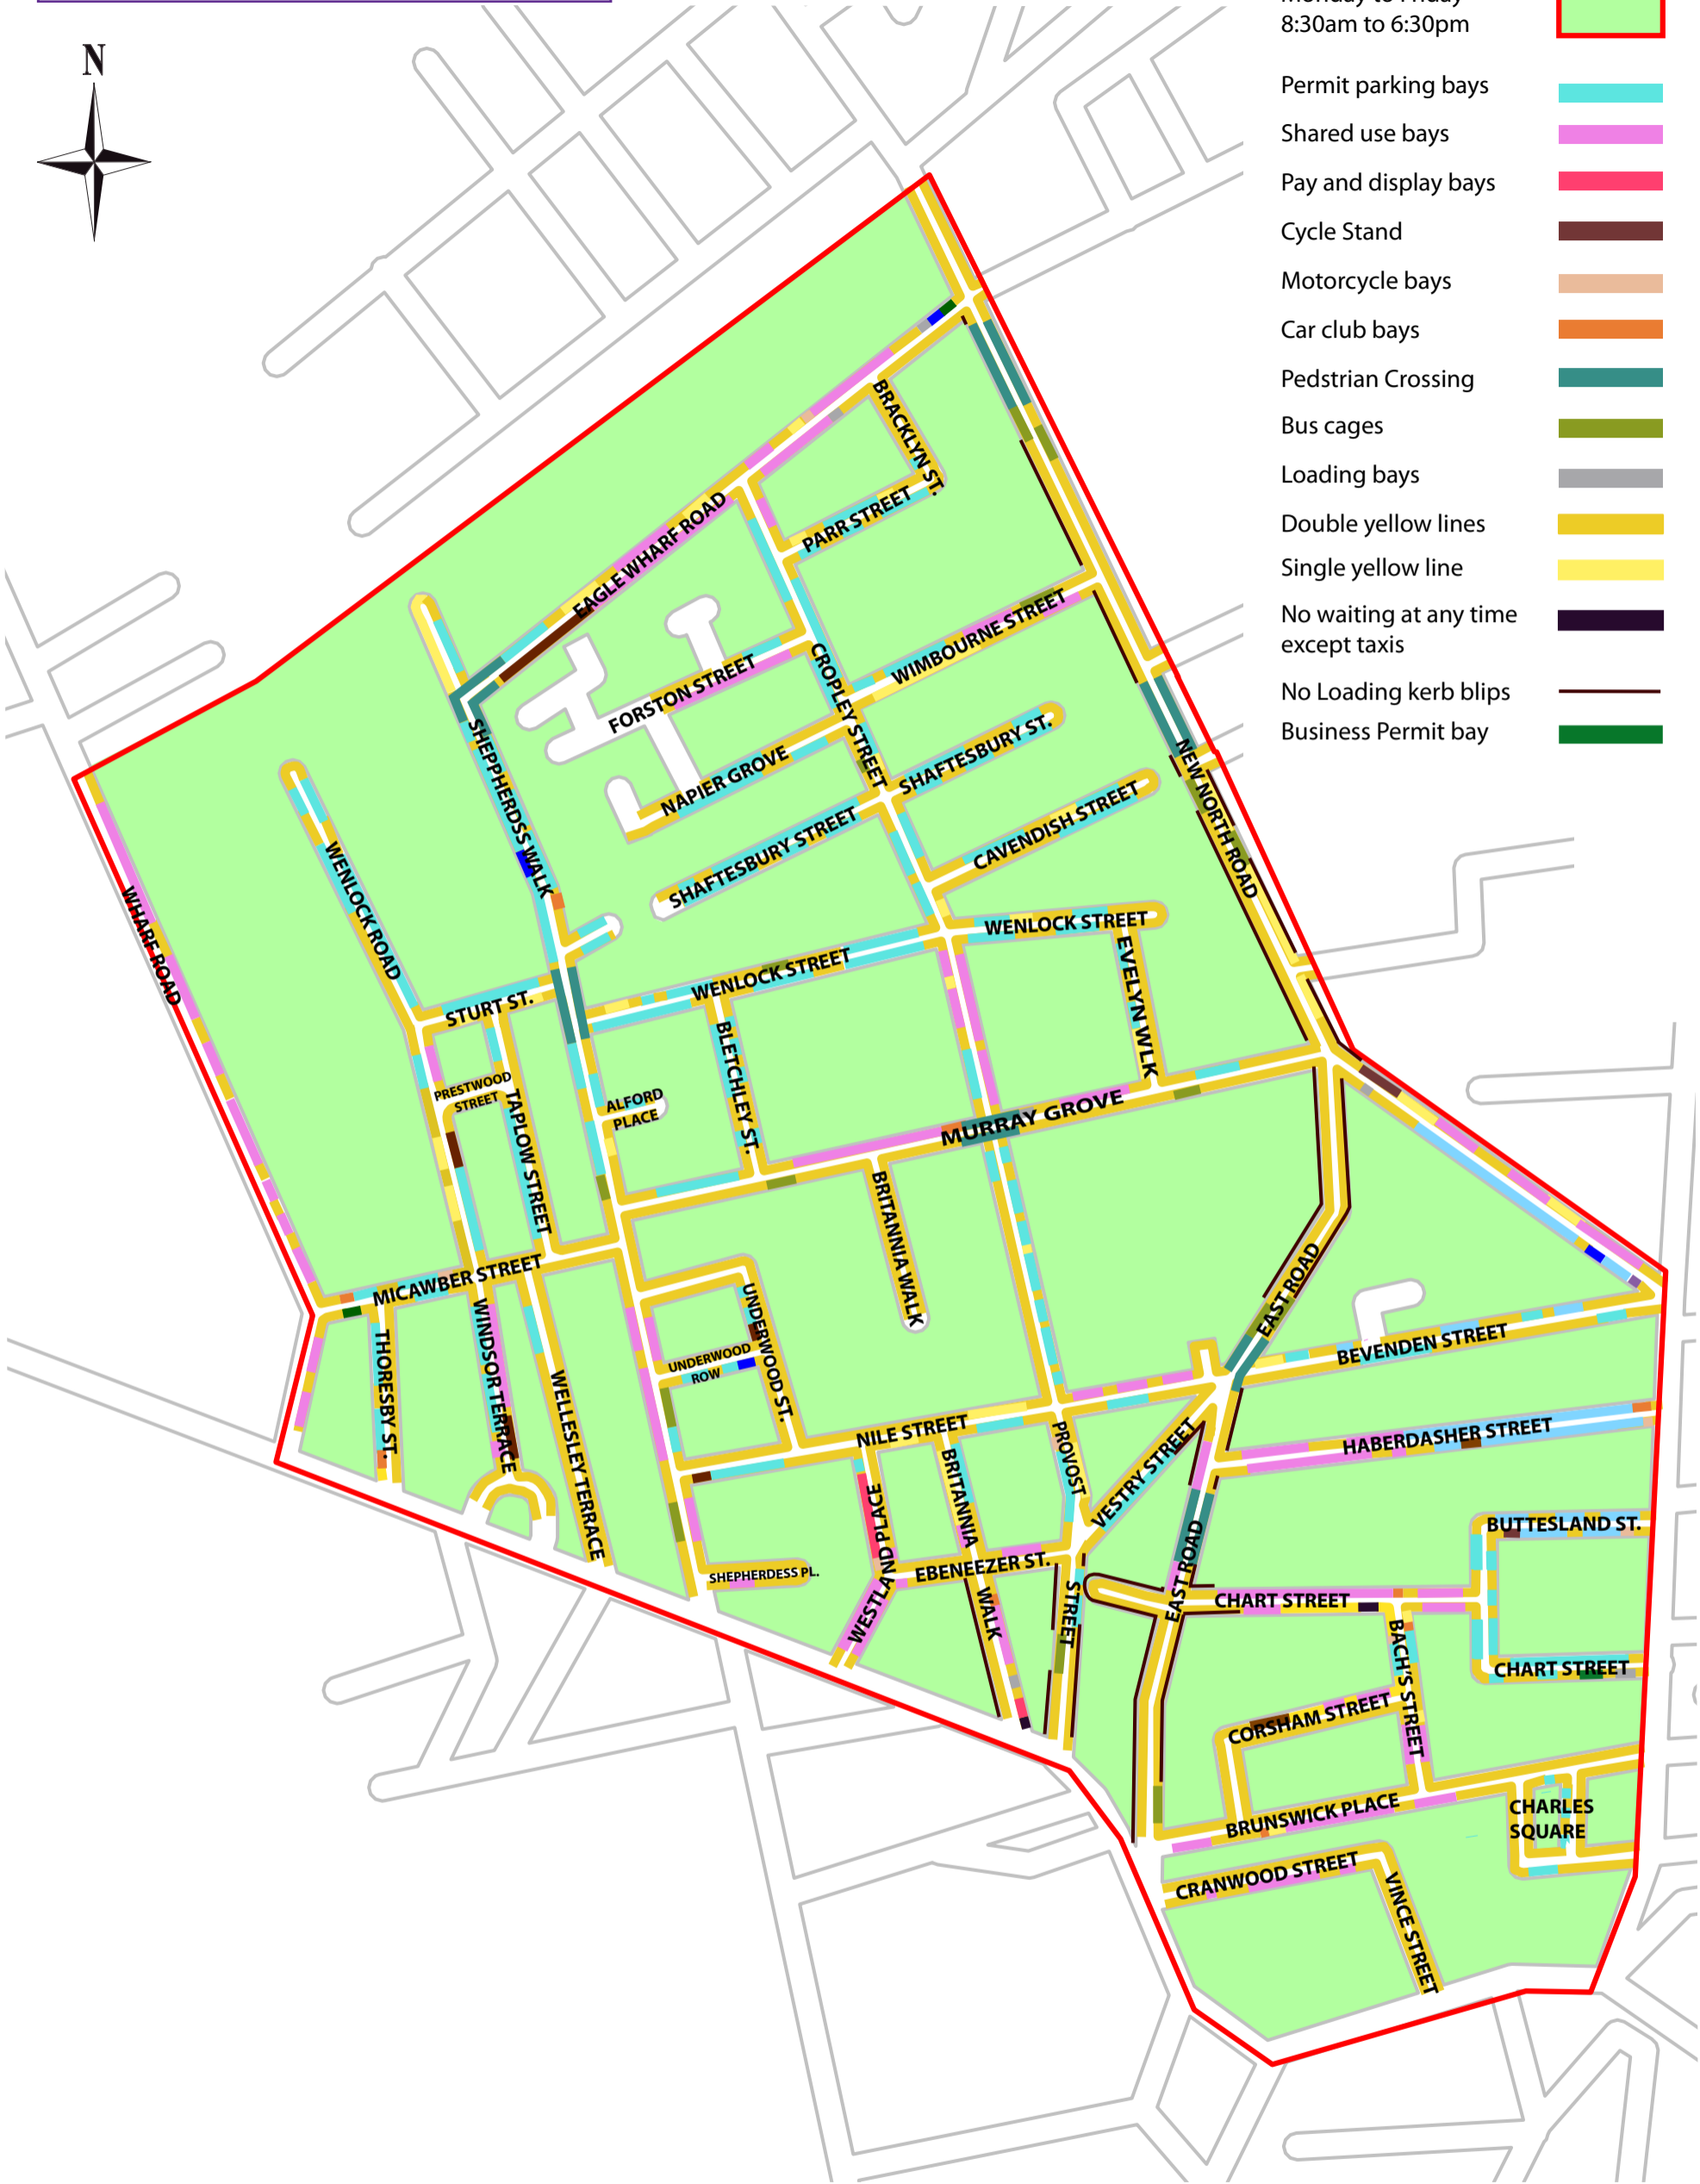 Monday to Friday
8:30am to 6:30pm
N
Permit parking bays
Shared use bays
Pay and display bays
Cycle Stand
Motorcycle bays
Car club bays
Pedstrian Crossing
Bus cages
Loading bays
Double yellow lines
Single yellow line
No waiting at any time
except taxis
No Loading kerb blips
Business Permit bay
BRACKLYN ST.
PARR STREET
EAGLE WHARF ROAD
WIMBOURNE STREET
FORSTON STREET
CROPLEY STREET
SHEPPHERDSS WALK
NAPIER GROVE
SHAFTESBURY ST.
SHAFTESBURY STREET
CAVENDISH STREET
NEW NORTH ROAD
WENLOCK ROAD
WHARF ROAD
WENLOCK STREET
WENLOCK STREET
EVELYN WLK
STURT ST.
BLETCHLEY ST.
PRESTWOOD
STREET
TAPLOW STREET
ALFORD
PLACE
MURRAY GROVE
BRITANNIA WALK
MICAWBER STREET
EAST ROAD
UNDERWOOD ST.
UNDERWOOD
ROW
BEVENDEN STREET
THORESBY ST.
WINDSOR TERRACE
WELLESLEY TERRACE
NILE STREET
HABERDASHER STREET
PROVOST
STREET
VESTRY STREET
WESTLAND PLACE
BRITANNIA
WALK
EBENEEZER ST.
SHEPHERDESS PL.
EAST ROAD
BUTTESLAND ST.
CHART STREET
BACH'S STREET
CHART STREET
CORSHAM STREET
BRUNSWICK PLACE
CHARLES
SQUARE
CRANWOOD STREET
VINCE STREET